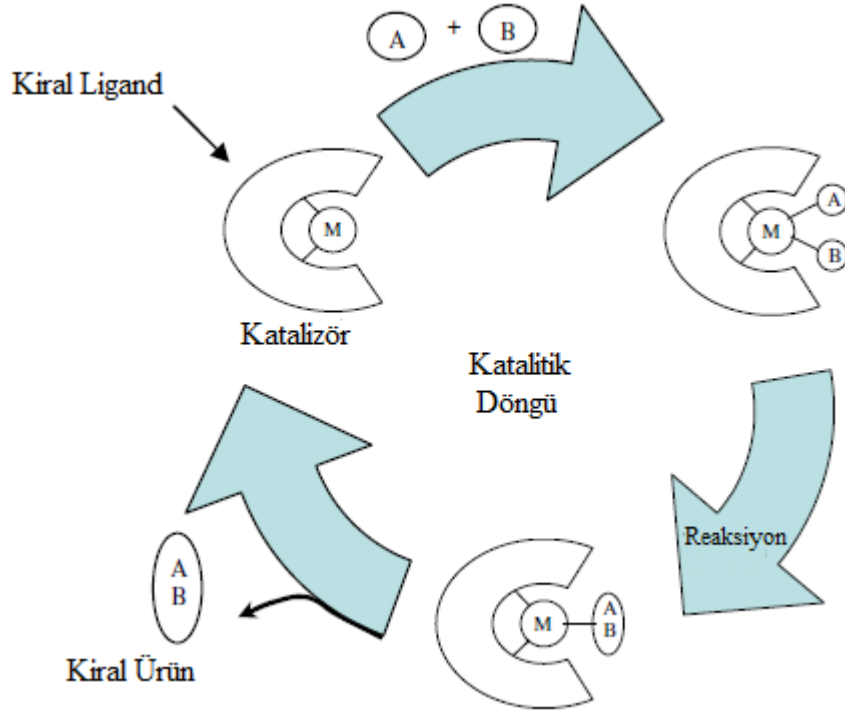 A + B
Kiral Ligand
M
Katalizör
M
A
B
Katalitik
Döngü
Reaksiyon
M
A
B
A
B
Kiral Ürün